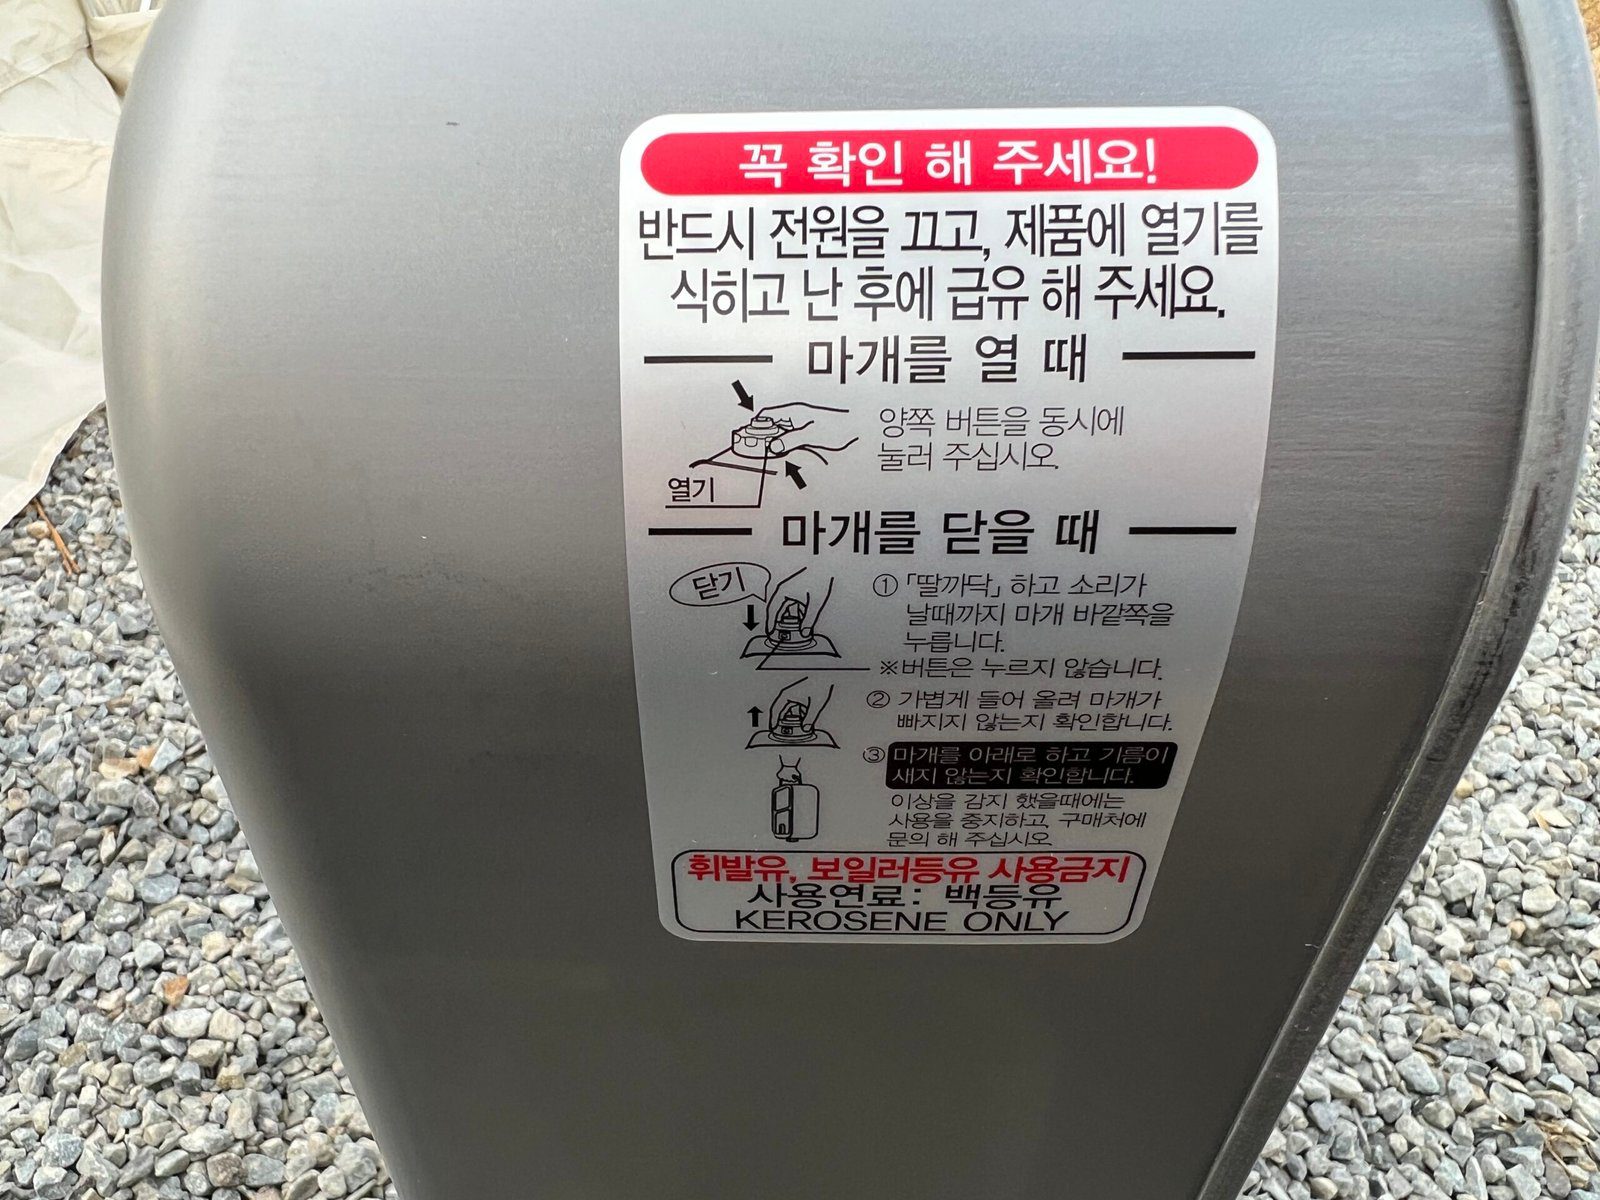 꼭 확인 해 주세요!
반드시 전원을 끄고, 제품에 열기를
식히고 난 후에 급유 해 주세요.
마개를 열 때
양쪽 버튼을 동시에
눌러 주십시오.
열기
마개를 닫을 때
닫기
①「딸까닥」하고 소리가
날때까지 마개 바깥쪽을
누릅니다.
※버튼은 누르지 않습니다.
② 가볍게 들어 올려 마개가
빠지지 않는지 확인합니다.
③ 마개를 아래로 하고 기름이
새지 않는지 확인합니다.
이상을 감지 했을때에는
사용을 중지하고, 구매처에
문의 해 주십시오
휘발유, 보일러등유 사용금지
사용연료: 백등유
KEROSENE ONLY